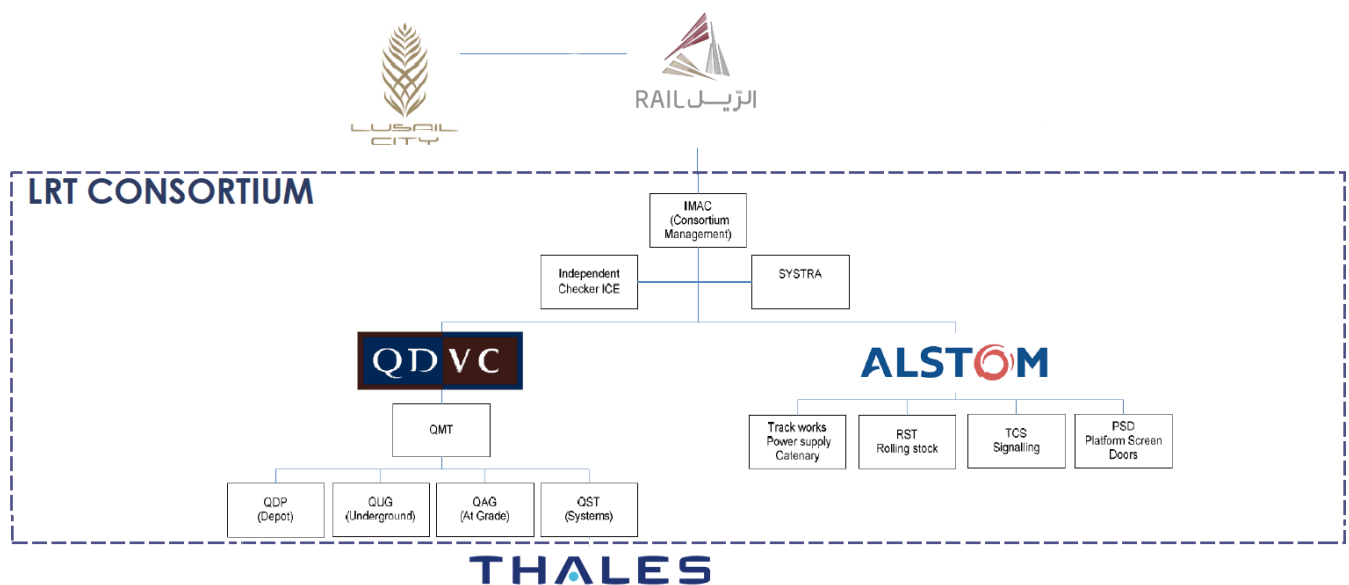 LUSAIL
CITY
RAIL الرّيــل
LRT CONSORTIUM
IMAC
(Consortium
Management)
Independent
Checker ICE
SYSTRA
QDVC
ALSTOM
QMT
Track works
Power supply
Catenary
RST
Rolling stock
TCS
Signalling
PSD
Platform Screen
Doors
QDP
(Depot)
QUG
(Underground)
QAG
(At Grade)
QST
(Systems)
THALES